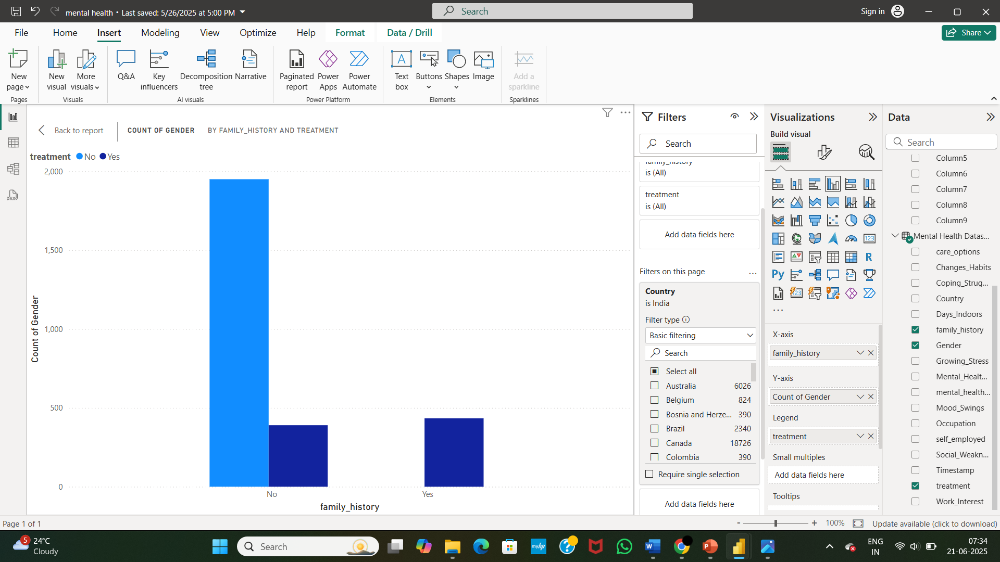 mental health • Last saved: 5/26/2025 at 5:00 PM
Search
Sign in
File
Home
Insert
Modeling
View
Optimize
Help
Format
Data / Drill
Share
New page
New visual
More visuals
Q&A
Key influencers
Decomposition tree
Narrative
Paginated report
Power Apps
Power Automate
Text box
Buttons
Shapes
Image
Add a sparkline
Pages
Visuals
AI visuals
Power Platform
Elements
Sparklines
Back to report
COUNT OF GENDER
BY FAMILY_HISTORY AND TREATMENT
treatment No Yes
2,000
1,500
1,000
500
0
Count of Gender
No
Yes
family_history
DAX
Filters
Search
family_history
is (All)
treatment
is (All)
Add data fields here
Filters on this page
...
Country
is India
Filter type
Basic filtering
Search
Select all
Australia 6026
Belgium 824
Bosnia and Herze... 390
Brazil 2340
Canada 18726
Colombia 390
Require single selection
Add data fields here
Visualizations
Build visual
123
R
Py
123
...
X-axis
family_history
Y-axis
Count of Gender
Legend
treatment
Small multiples
Add data fields here
Tooltips
Data
Search
Column5
Column6
Column7
Column8
Column9
Mental Health Datas...
care_options
Changes_Habits
Coping_Strug...
Country
Days_Indoors
family_history
Gender
Growing_Stress
Mental_Healt...
mental_health...
Mood_Swings
Occupation
self_employed
Social_Weakn...
Timestamp
treatment
Work_Interest
Page 1 of 1
- + 100%
Update available (click to download)
5
24°C
Cloudy
Search
myhp
ENG
IN
07:34
21-06-2025